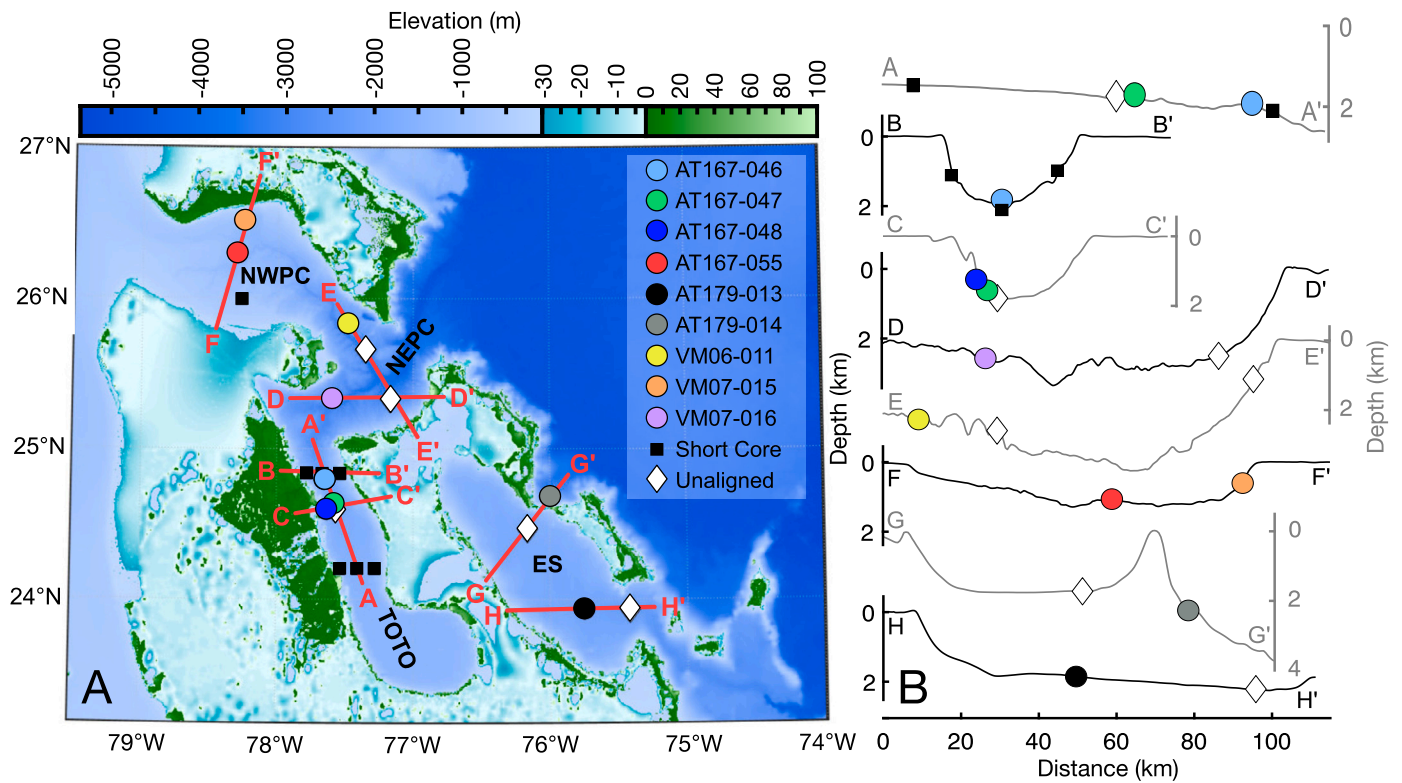 Elevation (m)
-5000 -4000 -3000 -2000 -1000 -30 -20 -10 0 20 40 60 80 100
27°N
26°N
25°N
24°N
79°W 78°W 77°W 76°W 75°W 74°W
F'
NWPC
F
E
NEPC
D
D'
A'
E'
B
B'
C'
C
G'
ES
G
H
H'
A
TOTO
A
AT167-046
AT167-047
AT167-048
AT167-055
AT179-013
AT179-014
VM06-011
VM07-015
VM07-016
Short Core
Unaligned
A
A'
0
2
B
B'
0
2
C
C'
0
2
0
D
D'
2
E
E'
0
2
0
F
F'
2
G
G'
0
2
4
0
H
H'
2
B
Depth (km)
Depth (km)
0 20 40 60 80 100
Distance (km)